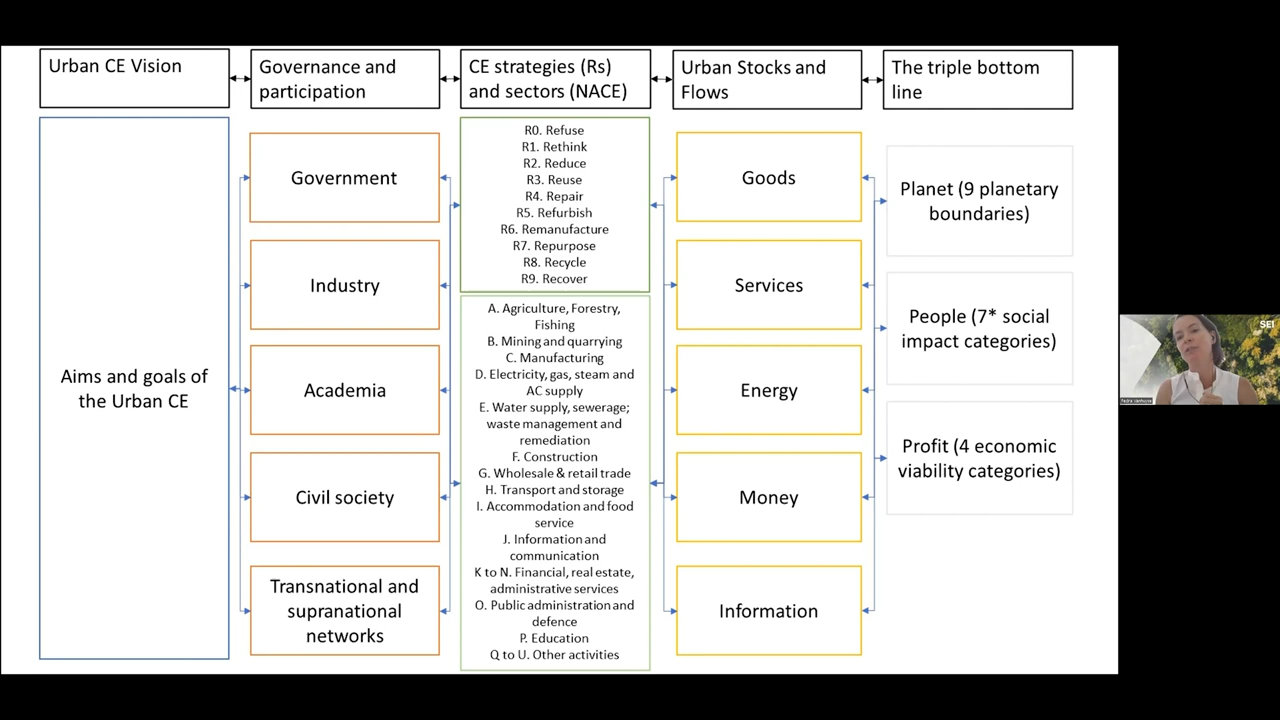 Urban CE Vision
Governance and
participation
CE strategies (Rs)
and sectors (NACE)
Urban Stocks and
Flows
The triple bottom
line
Aims and goals of
the Urban CE
Government
Industry
Academia
Civil society
Transnational and
supranational
networks
R0. Refuse
R1. Rethink
R2. Reduce
R3. Reuse
R4. Repair
R5. Refurbish
R6. Remanufacture
R7. Repurpose
R8. Recycle
R9. Recover
A. Agriculture, Forestry,
Fishing
B. Mining and quarrying
C. Manufacturing
D. Electricity, gas, steam and
AC supply
E. Water supply, sewerage;
waste management and
remediation
F. Construction
G. Wholesale & retail trade
H. Transport and storage
I. Accommodation and food
service
J. Information and
communication
K to N. Financial, real estate,
administrative services
O. Public administration and
defence
P. Education
Q to U. Other activities
Goods
Services
Energy
Money
Information
Planet (9 planetary
boundaries)
People (7* social
impact categories)
Profit (4 economic
viability categories)
SEI